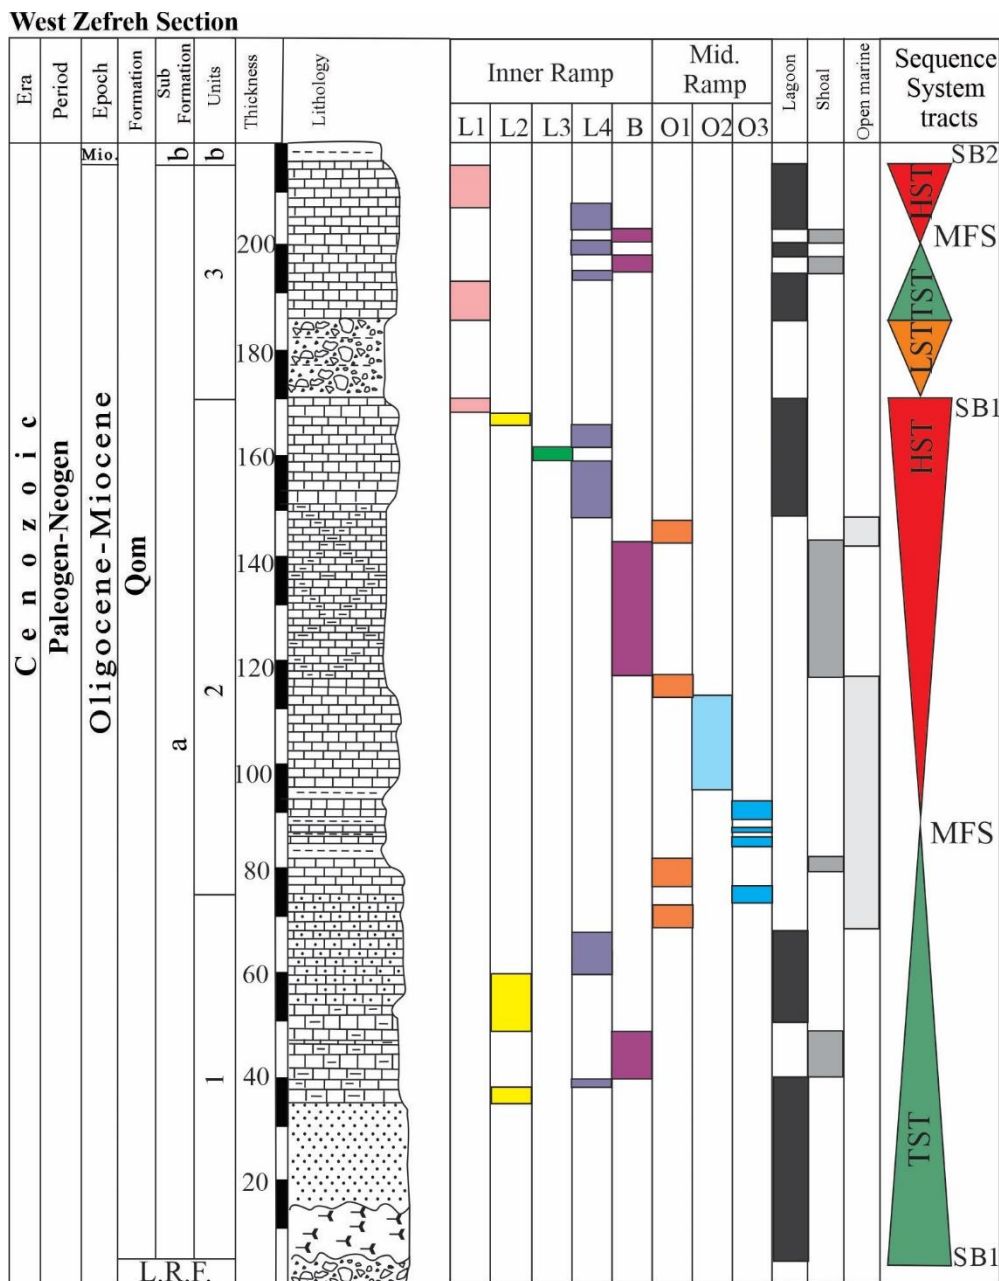 West Zefreh Section
Era
Period
Epoch
Formation
Sub
Formation
Units
Thickness
Lithology
Inner Ramp
Mid.
Ramp
Lagoon
Shoal
Open marine
Sequence
System
tracts
L1
L2
L3
L4
B
O1
O2
O3
Mio.
b
b
SB2
HST
MFS
200
3
TST
LST
180
SB1
HST
160
Cenozoic
Paleogen-Neogen
Oligocene-Miocene
Qom
140
120
2
a
100
MFS
80
60
40
1
TST
20
SB1
L.R.F.